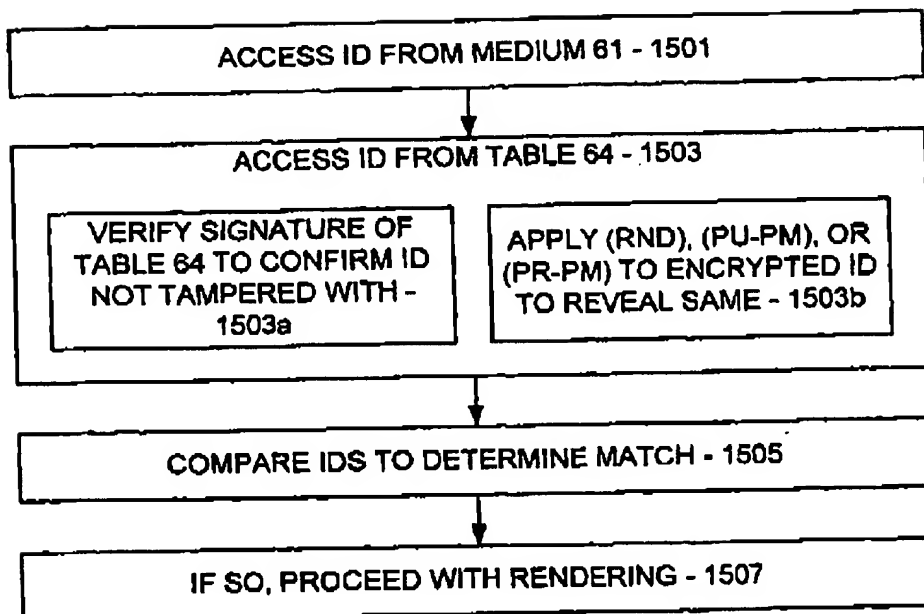 ACCESS ID FROM MEDIUM 61 - 1501
ACCESS ID FROM TABLE 64 - 1503
VERIFY SIGNATURE OF
TABLE 64 TO CONFIRM ID
NOT TAMPERED WITH -
1503a
APPLY (RND), (PU-PM), OR
(PR-PM) TO ENCRYPTED ID
TO REVEAL SAME - 1503b
COMPARE IDS TO DETERMINE MATCH - 1505
IF SO, PROCEED WITH RENDERING - 1507